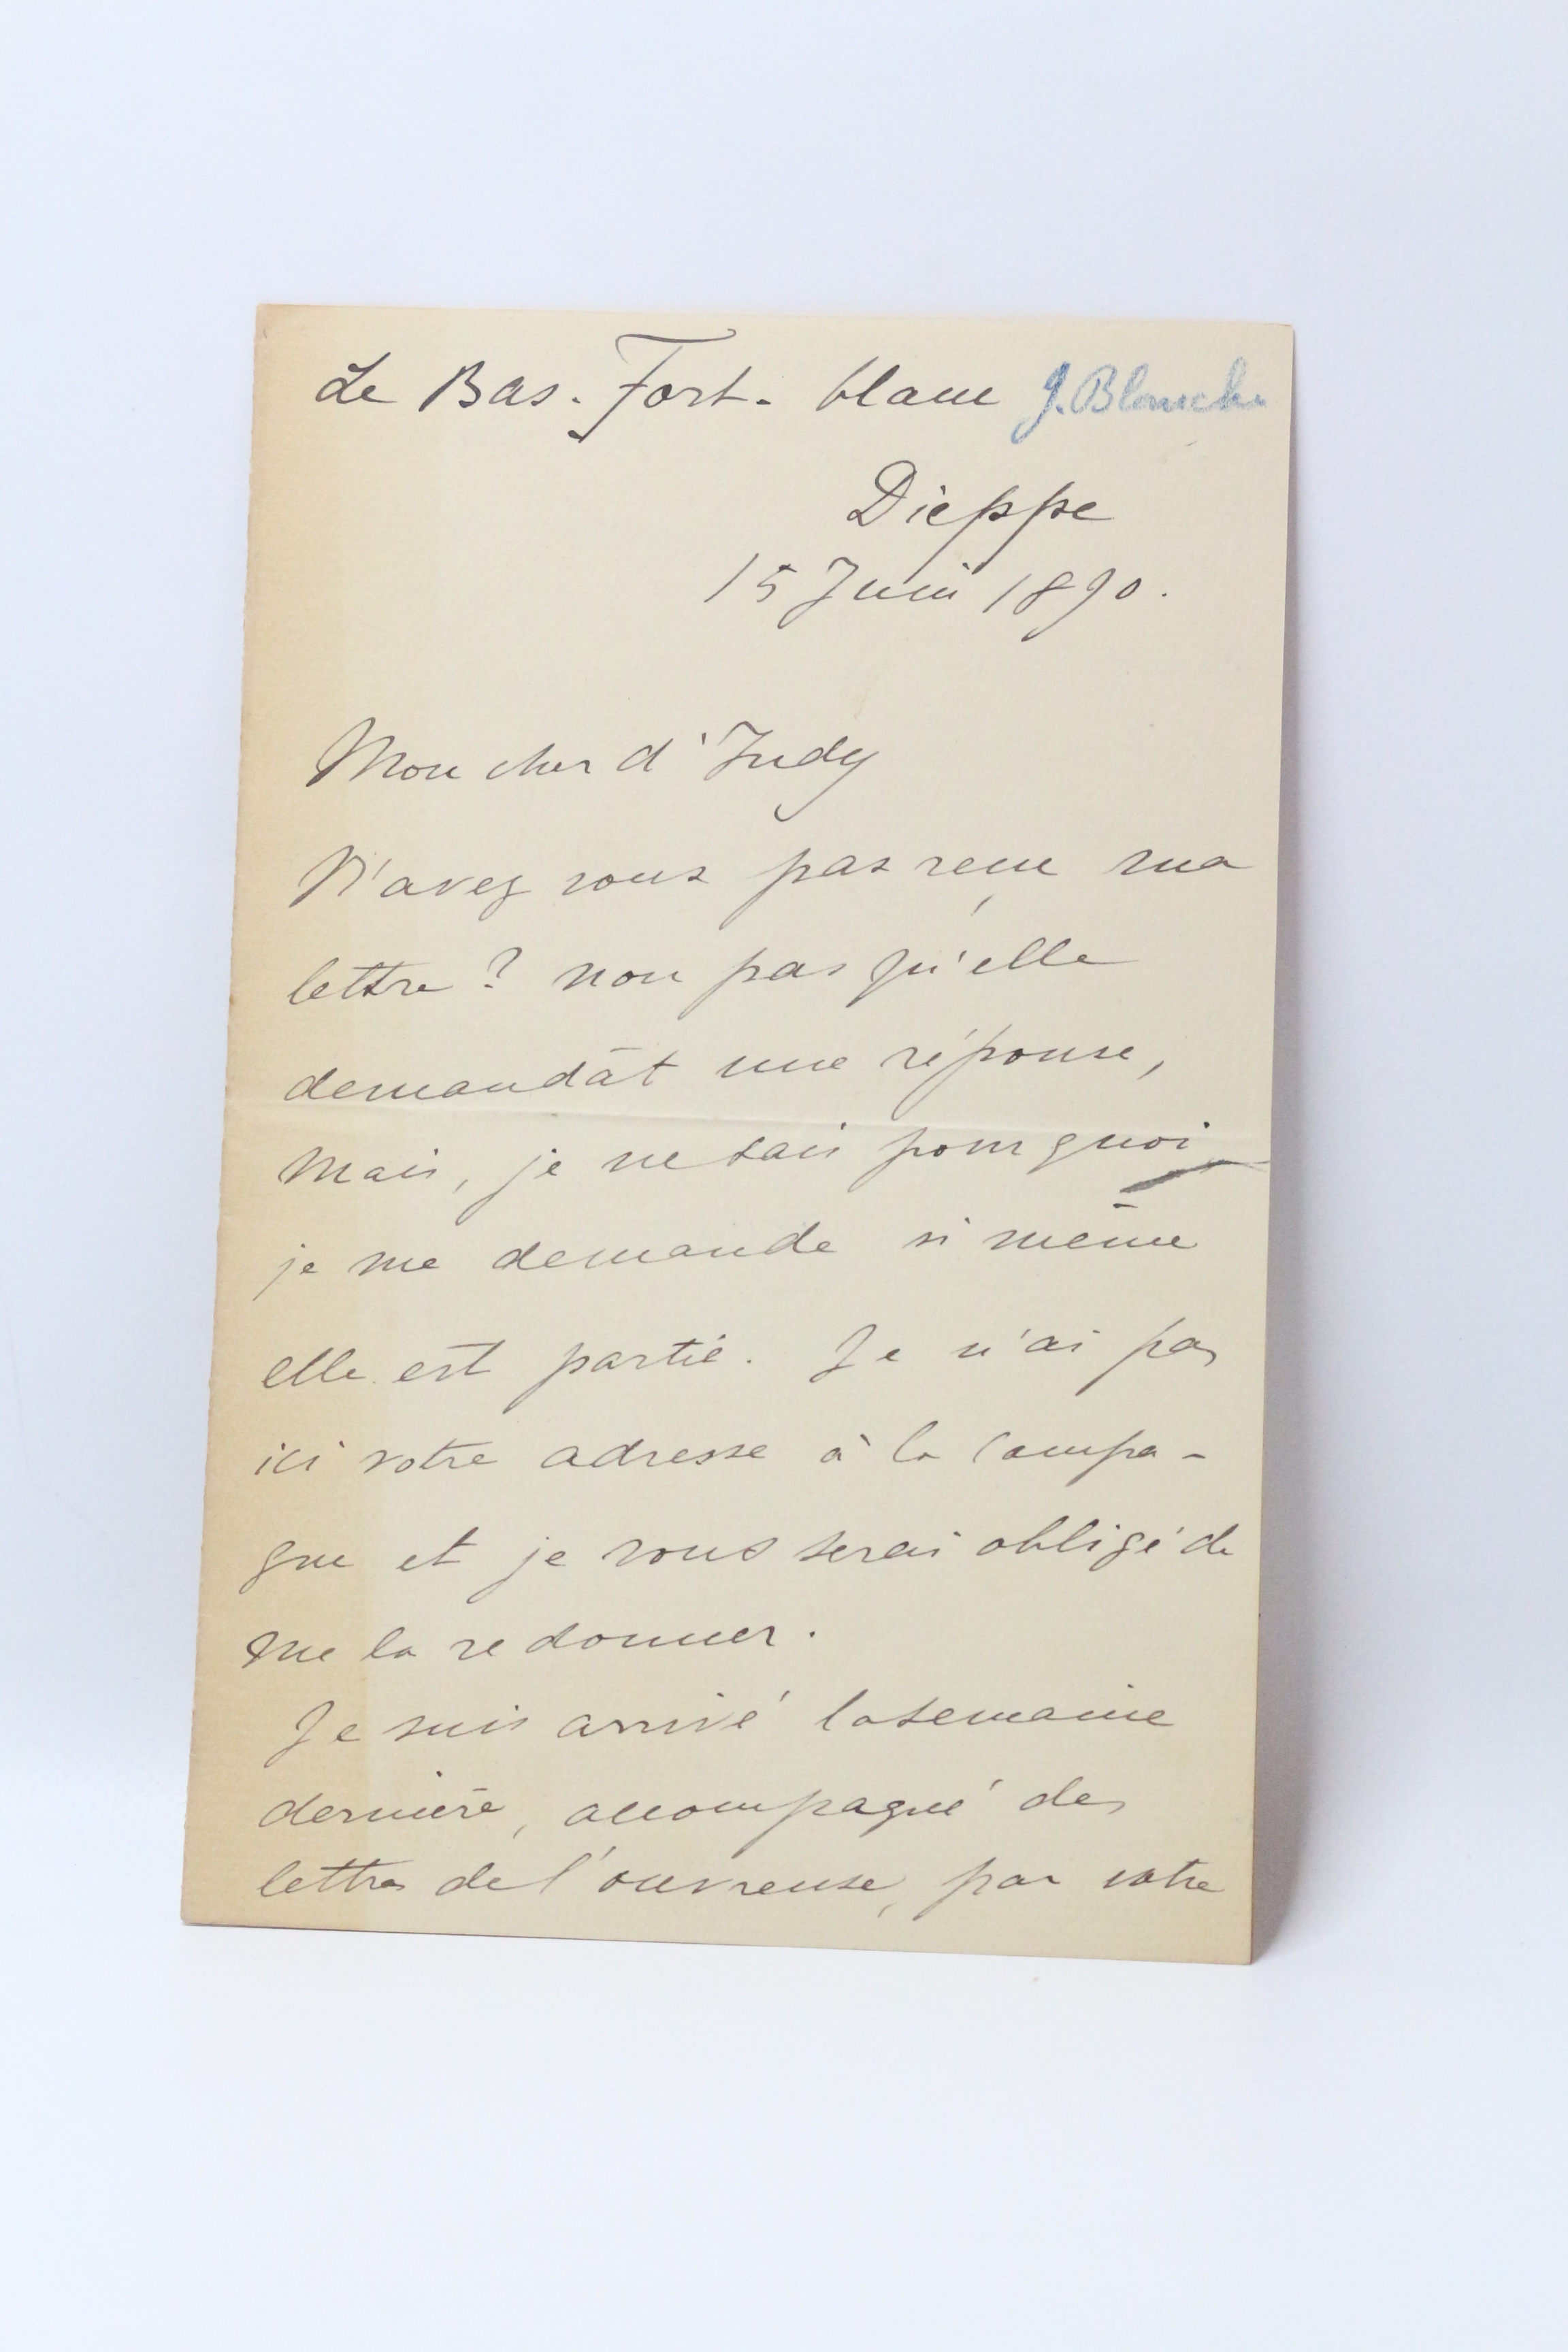 Le Bas-Fort-blanc J. Blanche
Dieppe
15 Juin 1890.
Mon cher d'Indy
N'avez vous pas reçu ma
lettre ? non pas qu'elle
demandât une réponse,
Mais, je ne sais pourquoi
je me demande si même
elle est partie. Je n'ai pas
ici votre adresse à la Campa-
gne et je vous serai obligé de
me la redonner.
Je suis arrivé la semaine
dernière, accompagné des
lettres de l'ouvreuse, par votre